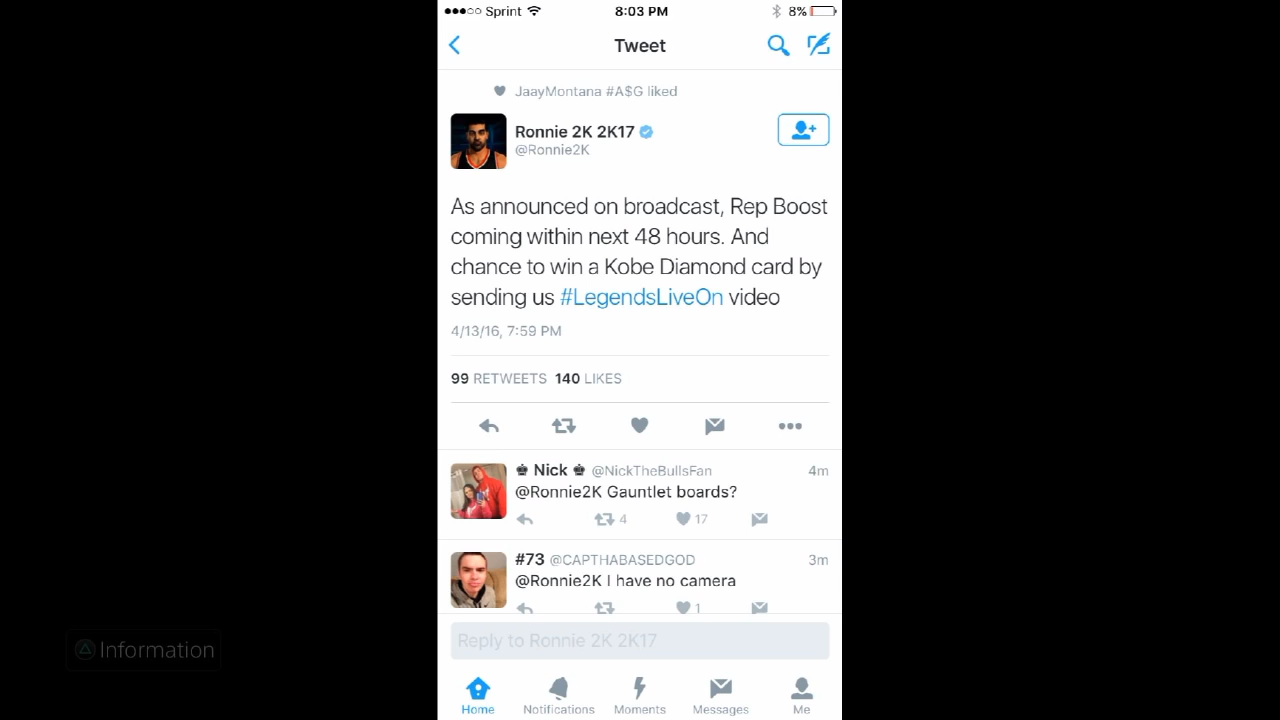 Sprint 8:03 PM 8%
Tweet
JaayMontana #A$G liked
Ronnie 2K 2K17
@Ronnie2K
As announced on broadcast, Rep Boost
coming within next 48 hours. And
chance to win a Kobe Diamond card by
sending us #LegendsLiveOn video
4/13/16, 7:59 PM
99 RETWEETS 140 LIKES
Nick @NickTheBullsFan 4m
@Ronnie2K Gauntlet boards?
4 17
#73 @CAPTHABASEDGOD 3m
@Ronnie2K I have no camera
1
Reply to Ronnie 2K 2K17
Information
Home Notifications Moments Messages Me